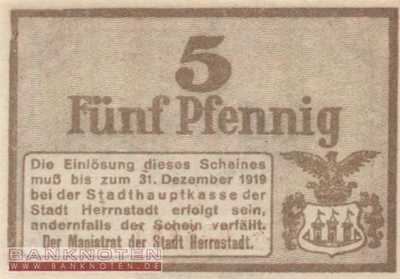 5
Fünf Pfennig
Die Einlösung dieses Scheines
muß bis zum 31. Dezember 1919
bei der Stadthauptkasse der
Stadt Herrnstadt erfolgt sein,
andernfalls der Schein verfällt.
Der Magistrat der Stadt Herrnstadt.
BANKNOTEN
WWW.BANKNOTEN.DE